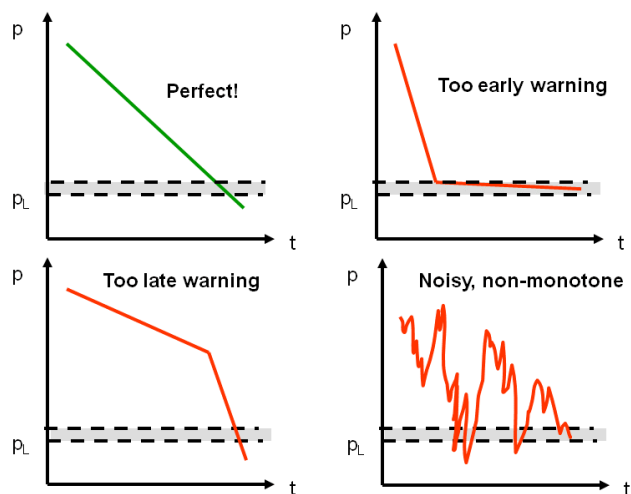 p
Perfect!
pL
t
p
Too early warning
pL
t
p
Too late warning
pL
t
p
Noisy, non-monotone
pL
t